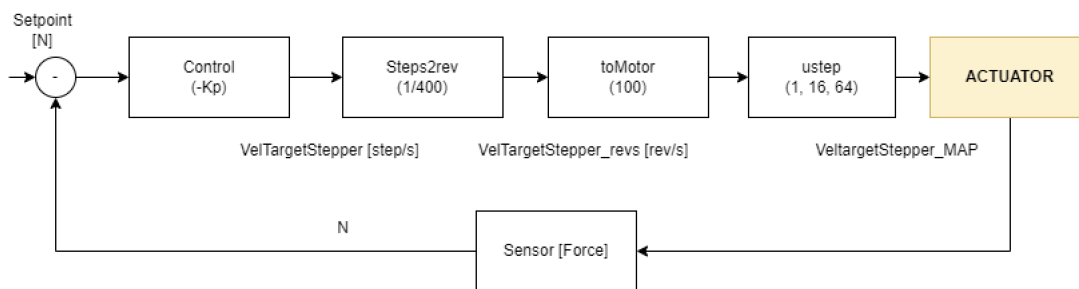 Setpoint
[N]
-
Control
(-Kp)
Steps2rev
(1/400)
toMotor
(100)
ustep
(1, 16, 64)
ACTUATOR
VelTargetStepper [step/s]
VelTargetStepper_revs [rev/s]
VeltargetStepper_MAP
N
Sensor [Force]